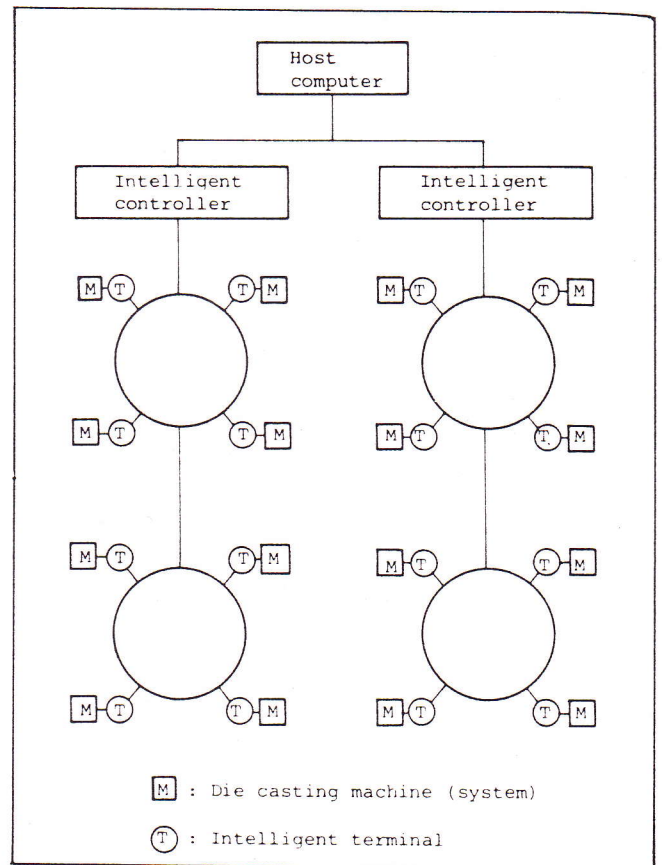 Host
computer
Intelligent
controller
Intelligent
controller
M T T M
M T T M
M T T M
M T T M
M T T M
M T T M
M T T M
M T T M
M : Die casting machine (system)
T : Intelligent terminal